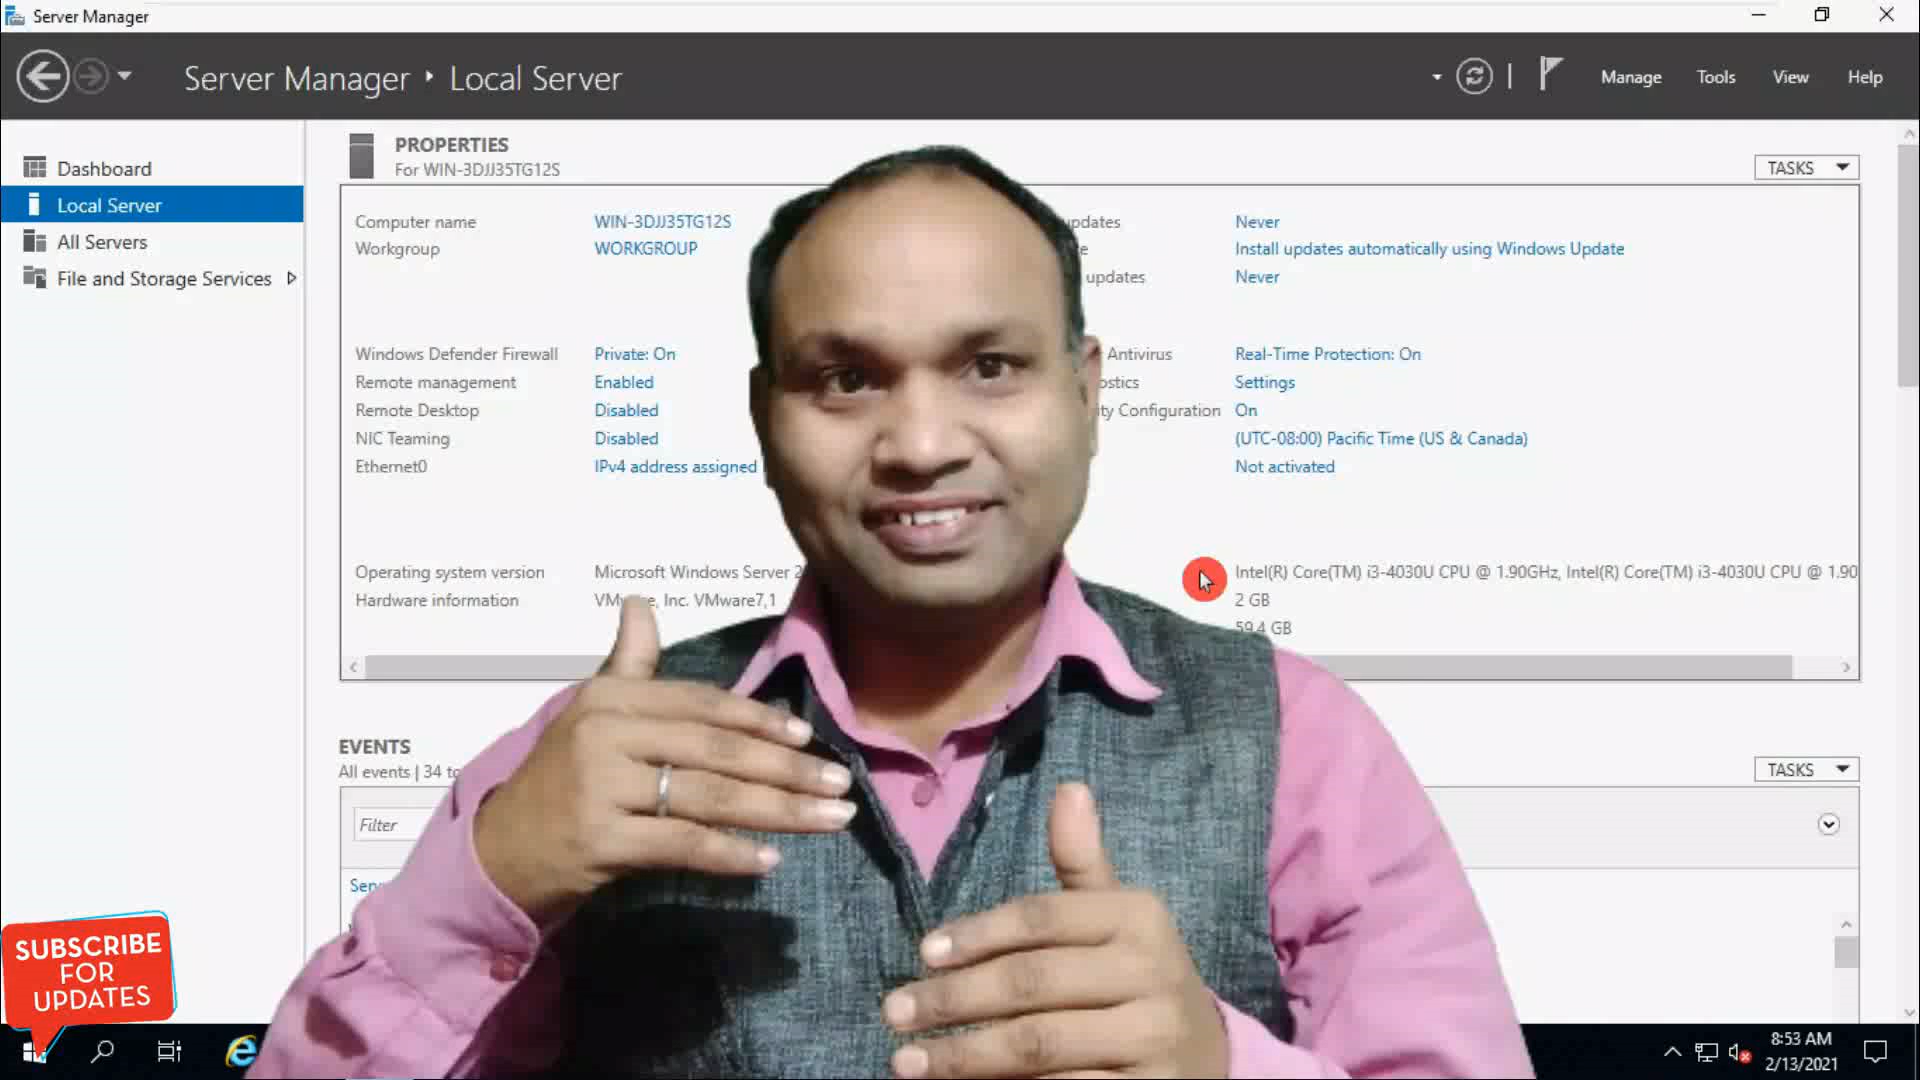 Server Manager
Server Manager • Local Server
Manage Tools View Help
Dashboard
Local Server
All Servers
File and Storage Services
PROPERTIES
For WIN-3DJJ35TG12S
TASKS
Computer name WIN-3DJJ35TG12S updates Never
Workgroup WORKGROUP Install updates automatically using Windows Update
updates Never
Windows Defender Firewall Private: On Antivirus Real-Time Protection: On
Remote management Enabled Settings
Remote Desktop Disabled Configuration On
NIC Teaming Disabled (UTC-08:00) Pacific Time (US & Canada)
Ethernet0 IPv4 address assigned Not activated
Operating system version Microsoft Windows Server Intel(R) Core(TM) i3-4030U CPU @ 1.90GHz, Intel(R) Core(TM) i3-4030U CPU @ 1.90
Hardware information Inc. VMware7,1 2 GB
59.4 GB
EVENTS
All events | 34
TASKS
Filter
SUBSCRIBE
FOR
UPDATES
8:53 AM
2/13/2021